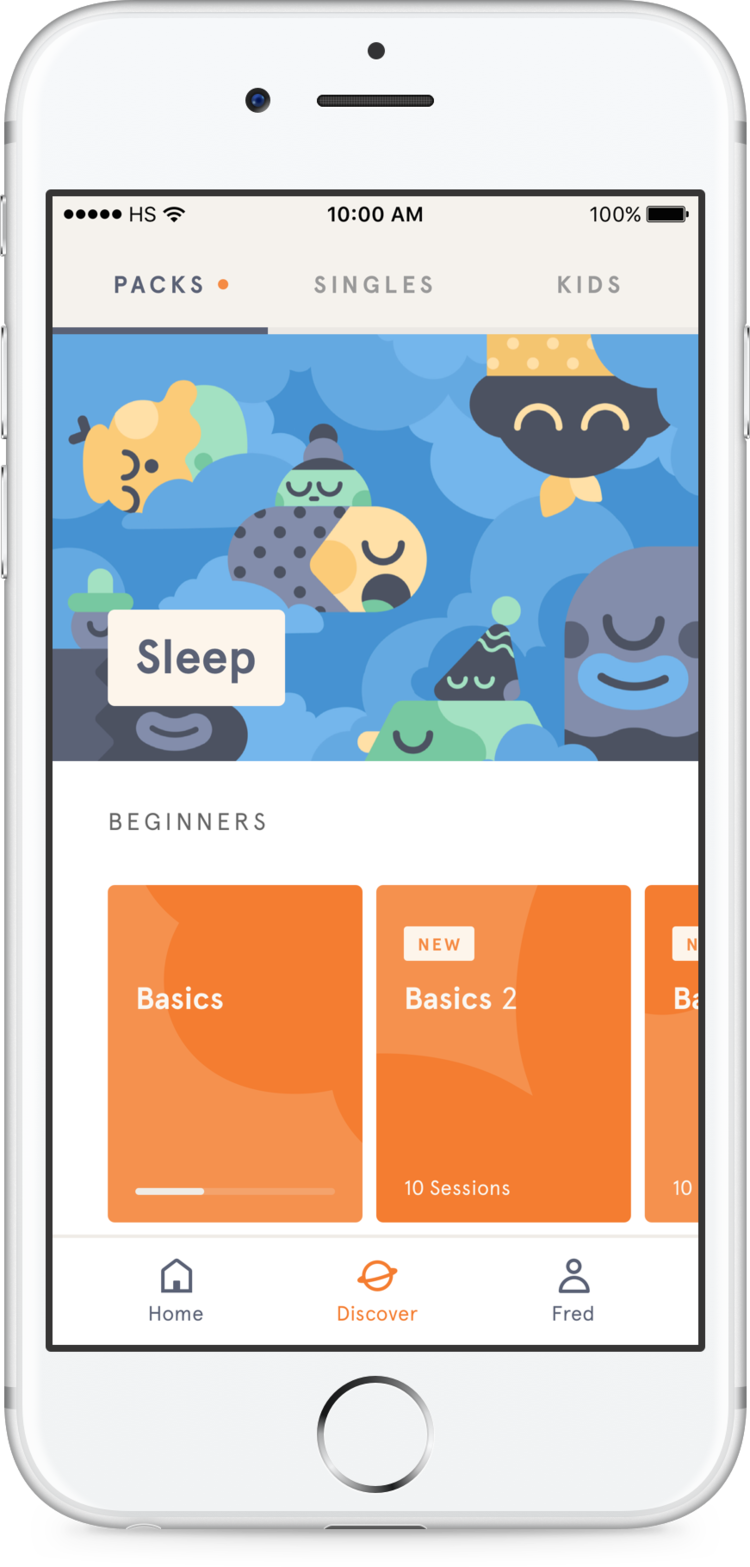 HS 10:00 AM 100%
PACKS SINGLES KIDS
Sleep
BEGINNERS
NEW
Basics Basics 2
10 Sessions 10
Home Discover Fred